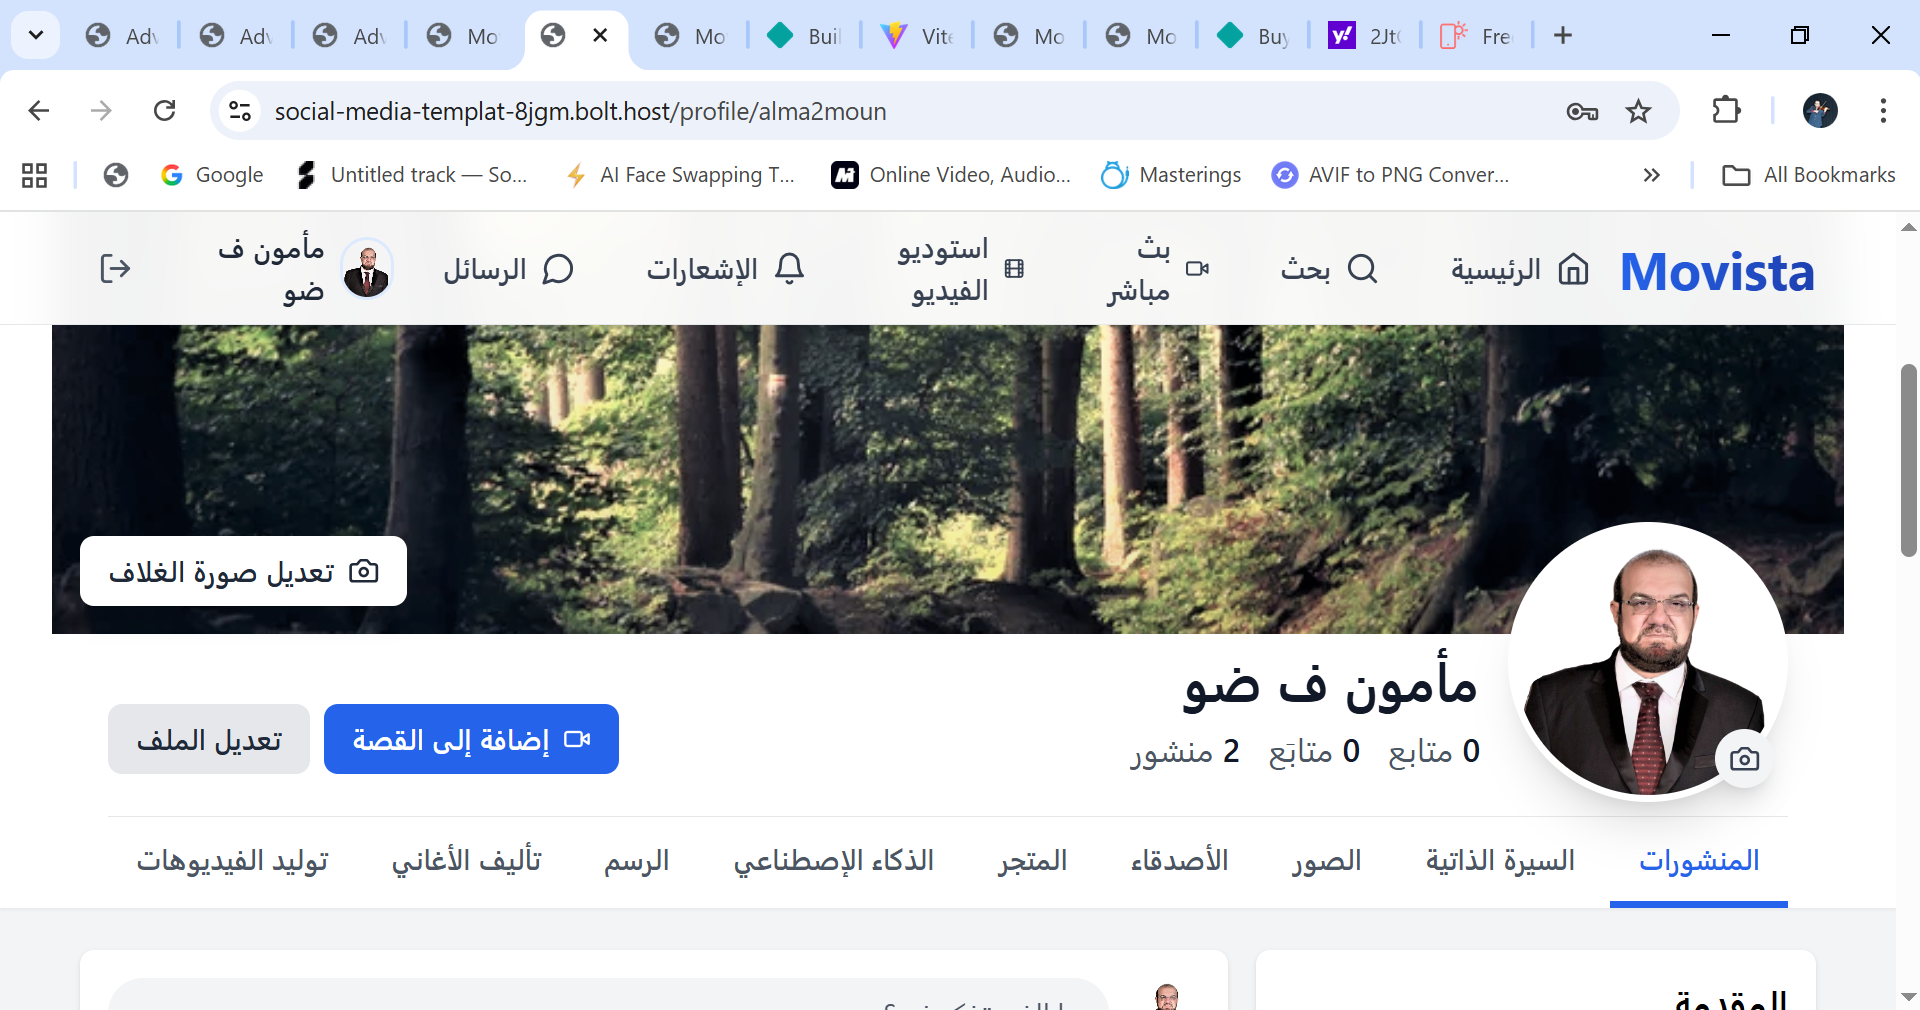 Adv
Adv
Adv
Mo
Mo
Buil
Vite
Mo
Mo
Buy
2Jt
Fre
social-media-templat-8jgm.bolt.host/profile/alma2moun
Google
Untitled track — So...
AI Face Swapping T...
Online Video, Audio...
Masterings
AVIF to PNG Conver...
All Bookmarks
Movista
الرئيسية
بحث
بث
مباشر
استوديو
الفيديو
الإشعارات
الرسائل
مأمون ف
ضو
تعديل صورة الغلاف
مأمون ف ضو
0 متابع 0 متابَع 2 منشور
إضافة إلى القصة
تعديل الملف
المنشورات
السيرة الذاتية
الصور
الأصدقاء
المتجر
الذكاء الإصطناعي
الرسم
تأليف الأغاني
توليد الفيديوهات
المقدمة